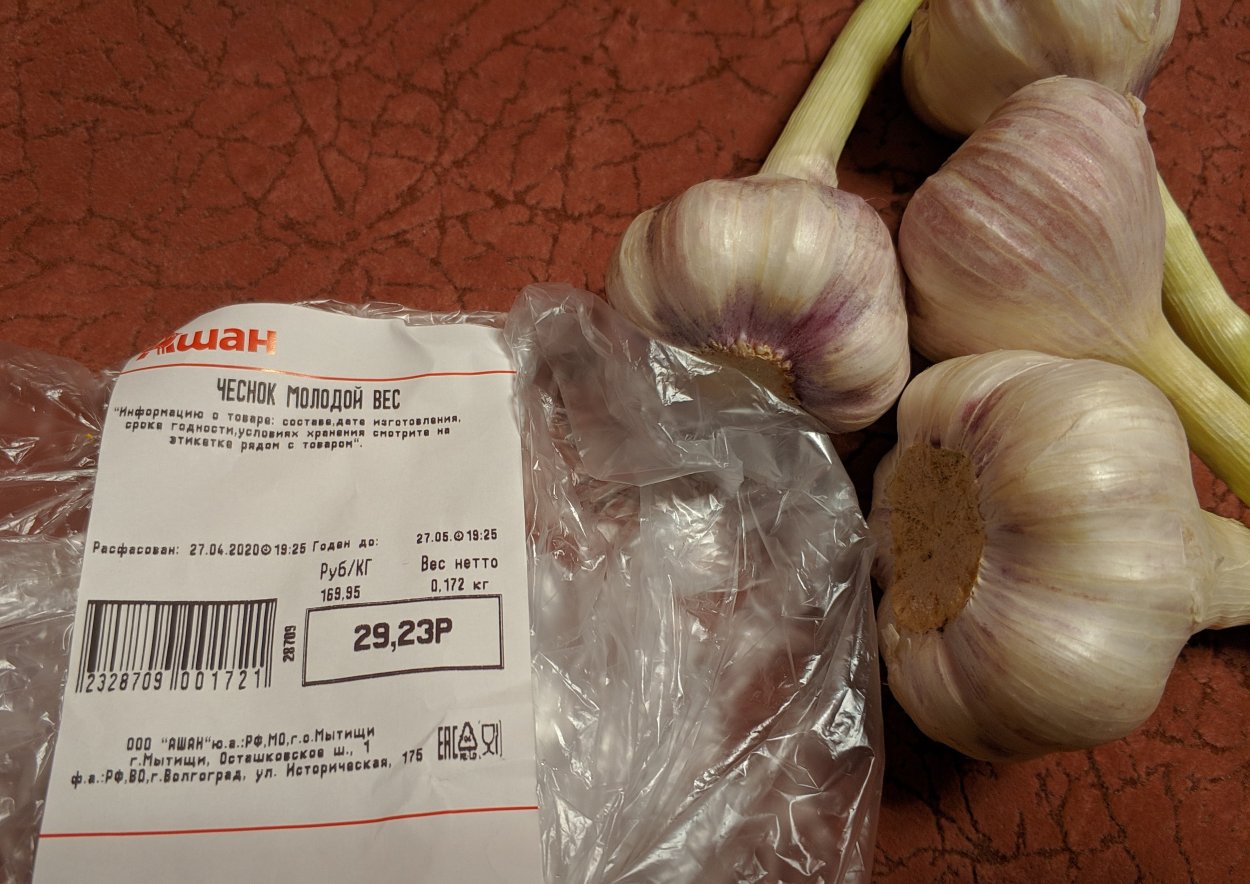 Ашан
ЧЕСНОК МОЛОДОЙ ВЕС
"Информацию о товаре: составе,дате изготовления,
сроке годности,условиях хранения смотрите на
этикетке рядом с товаром".
Расфасован: 27.04.2020 19:25 Годен до: 27.05. 19:25
Руб/КГ Вес нетто
169,95 0,172 кг
29,23Р
28709
2328709 001721
ООО "АШАН"ю.а.:РФ,МО,г.о.Мытищи
г.Мытищи, Осташковское ш., 1
ф.а.:РФ,ВО,г.Волгоград, ул. Историческая, 175
ЕАС